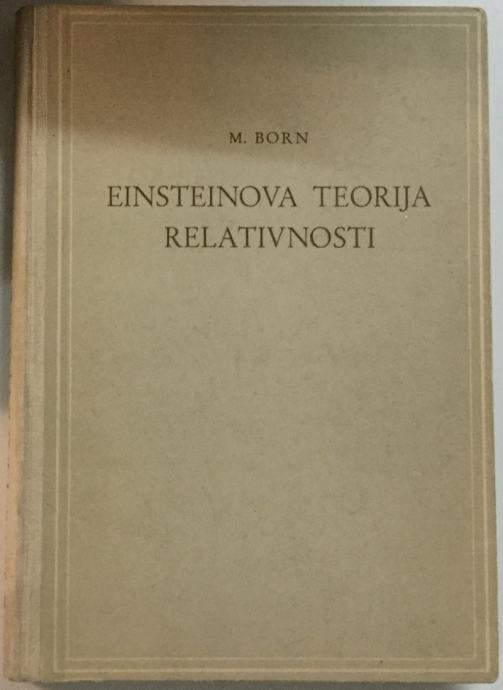 M. BORN
EINSTEINOVA TEORIJA
RELATIVNOSTI